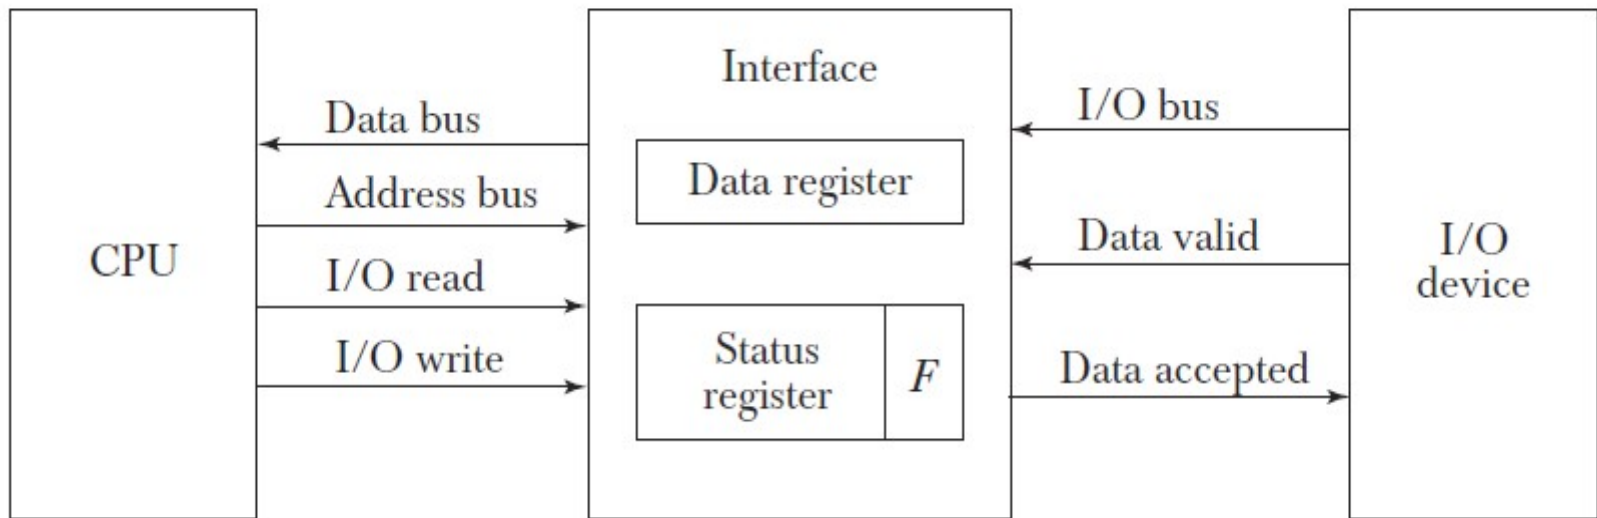 CPU
Data bus
Address bus
I/O read
I/O write
Interface
Data register
Status
register
F
I/O bus
Data valid
Data accepted
I/O
device